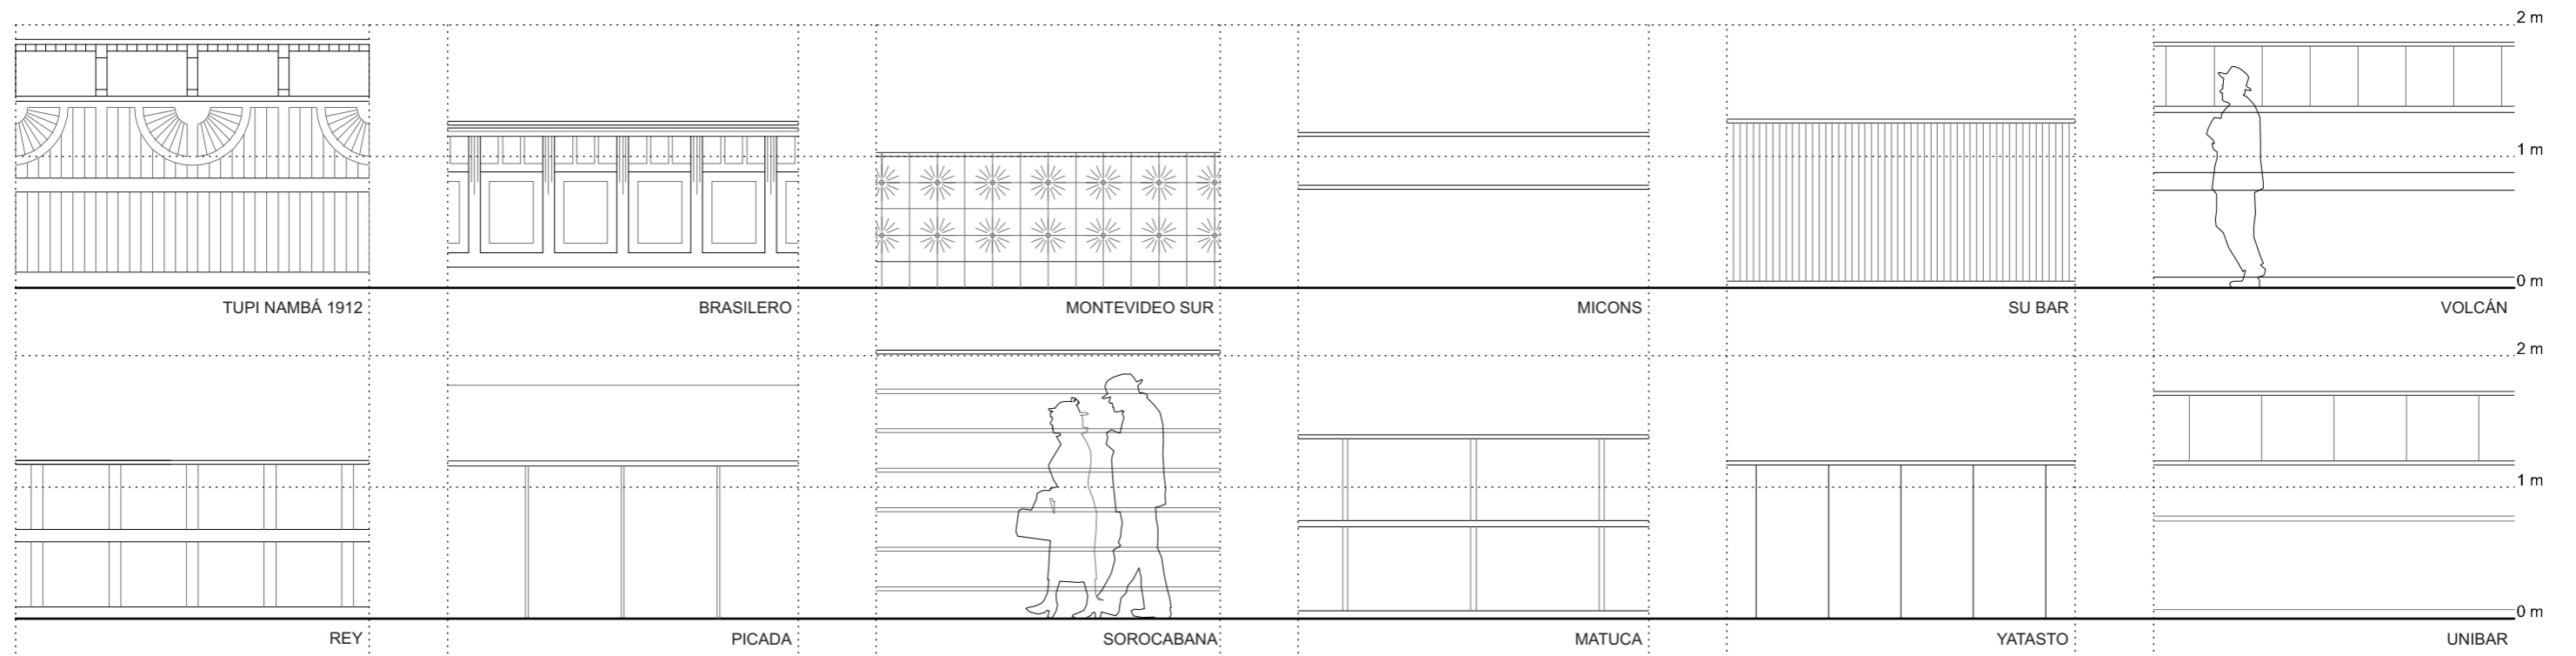 2 m
1 m
0 m
TUPI NAMBÁ 1912
BRASILERO
MONTEVIDEO SUR
MICONS
SU BAR
VOLCÁN
2 m
1 m
0 m
REY
PICADA
SOROCABANA
MATUCA
YATASTO
UNIBAR